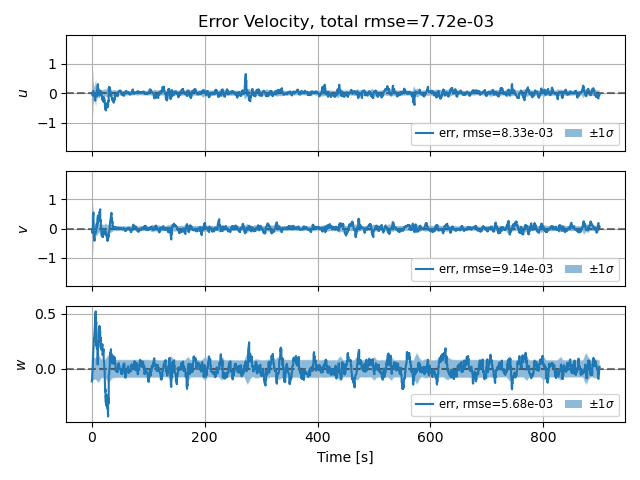 Error Velocity, total rmse=7.72e-03
u
1
0
−1
err, rmse=8.33e-03 ±1σ
v
1
0
−1
err, rmse=9.14e-03 ±1σ
w
0.5
0.0
err, rmse=5.68e-03 ±1σ
0 200 400 600 800
Time [s]